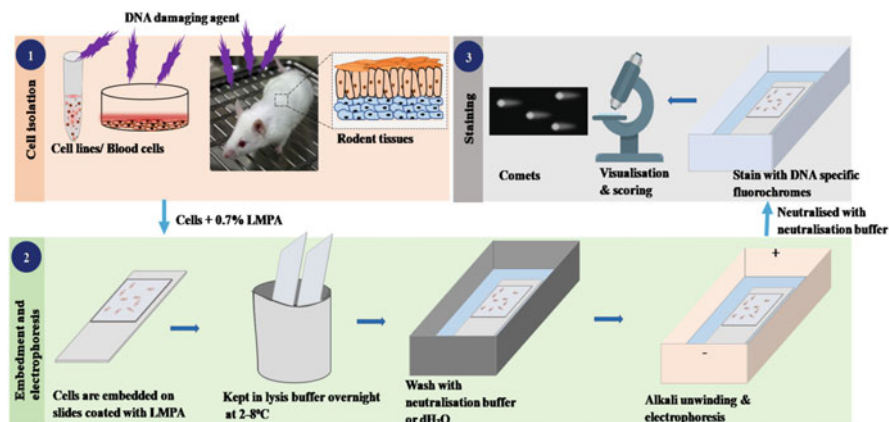 DNA damaging agent
1
Cell isolation
Cell lines/ Blood cells
Rodent tissues
3
Staining
Comets
Visualisation
& scoring
Stain with DNA specific
fluorochromes
Cells + 0.7% LMPA
Neutralised with
neutralisation buffer
2
Embedment and
electrophoresis
Cells are embedded on
slides coated with LMPA
Kept in lysis buffer overnight
at 2-8°C
Wash with
neutralisation buffer
or dH₂O
+
-
Alkali unwinding &
electrophoresis